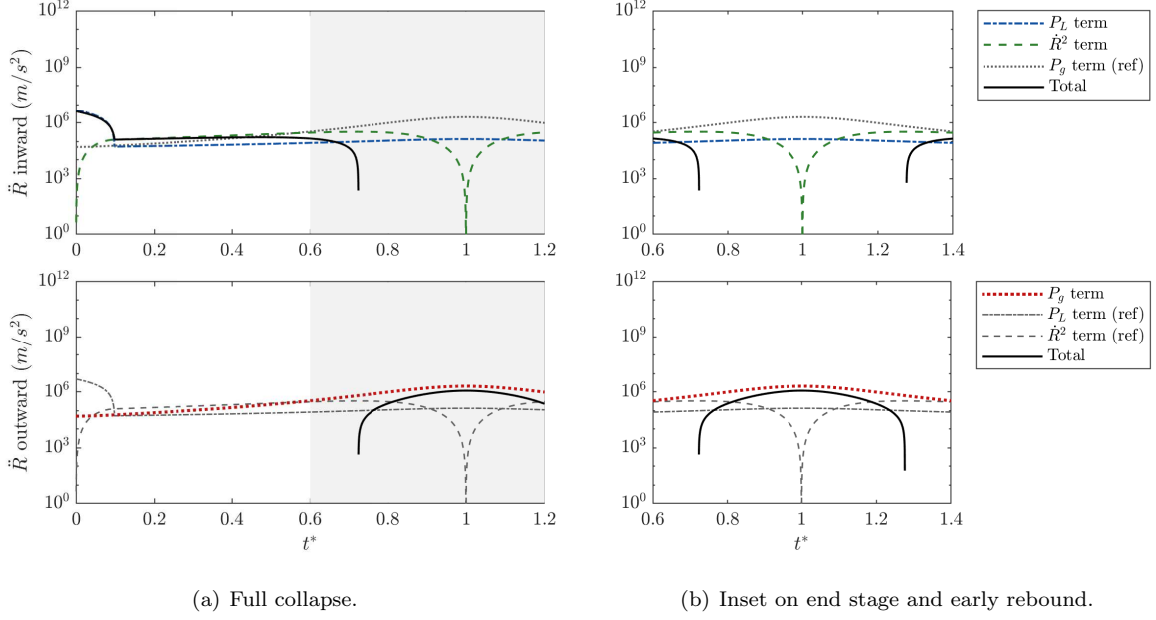 10^12
10^9
10^6
10^3
10^0
R̈ inward (m/s^2)
0 0.2 0.4 0.6 0.8 1 1.2
10^12
10^9
10^6
10^3
10^0
0.6 0.8 1 1.2 1.4
P_L term
Ṙ^2 term
P_g term (ref)
Total
10^12
10^9
10^6
10^3
10^0
R̈ outward (m/s^2)
0 0.2 0.4 0.6 0.8 1 1.2
t*
10^12
10^9
10^6
10^3
10^0
0.6 0.8 1 1.2 1.4
t*
P_g term
P_L term (ref)
Ṙ^2 term (ref)
Total
(a) Full collapse.
(b) Inset on end stage and early rebound.